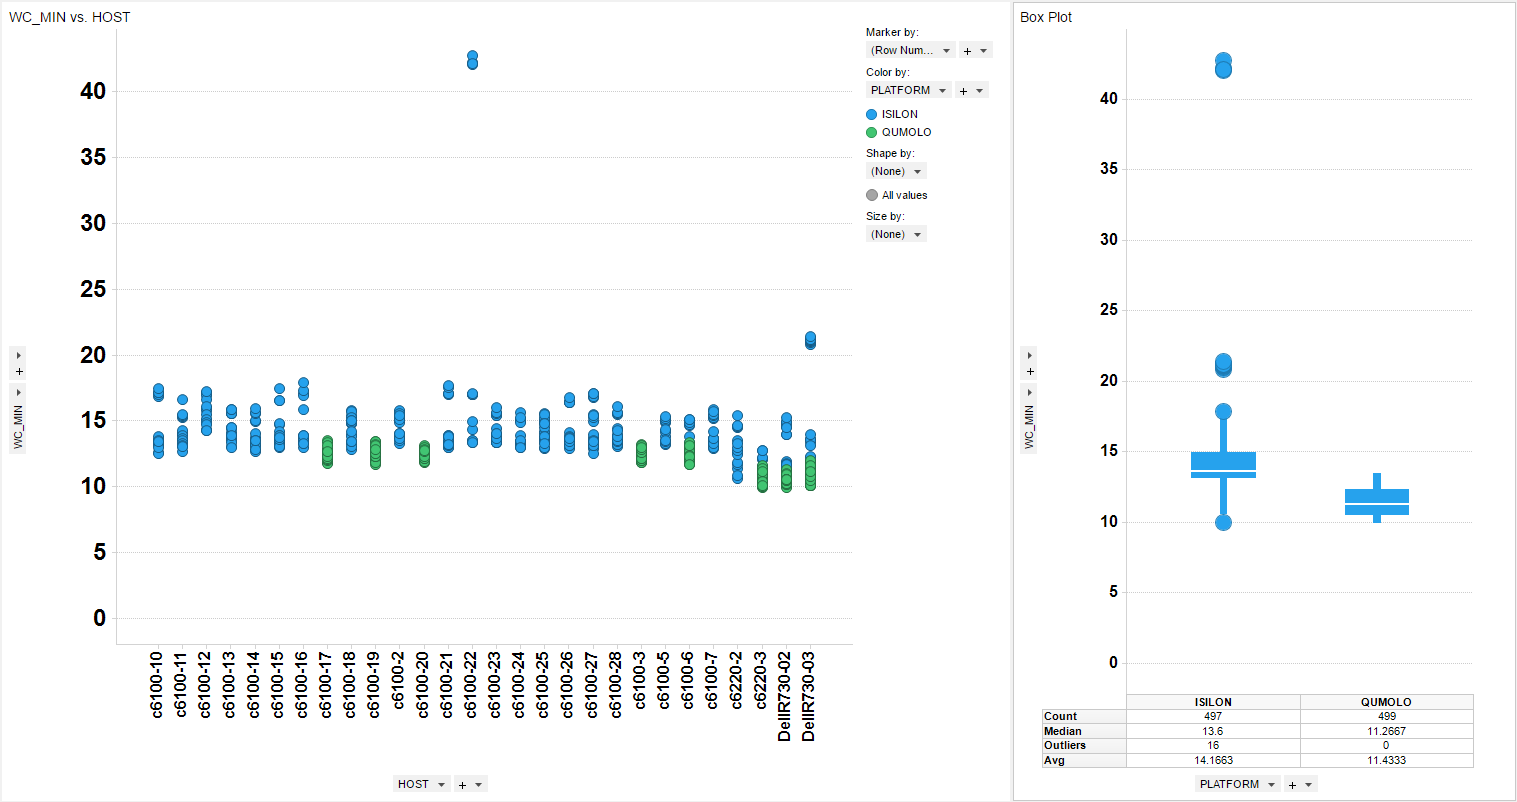 WC_MIN vs. HOST
Marker by:
(Row Num...
+
Color by:
PLATFORM
+
ISILON
QUMOLO
Shape by:
(None)
All values
Size by:
(None)
40
35
30
25
20
15
10
5
0
+
WC_MIN
c6100-10
c6100-11
c6100-12
c6100-13
c6100-14
c6100-15
c6100-16
c6100-17
c6100-18
c6100-19
c6100-2
c6100-20
c6100-21
c6100-22
c6100-23
c6100-24
c6100-25
c6100-26
c6100-27
c6100-28
c6100-3
c6100-5
c6100-6
c6100-7
c6220-2
c6220-3
DellR730-02
DellR730-03
HOST
+
Box Plot
40
35
30
25
20
15
10
5
0
+
WC_MIN
ISILON QUMOLO
Count 497 499
Median 13.6 11.2667
Outliers 16 0
Avg 14.1663 11.4333
PLATFORM
+